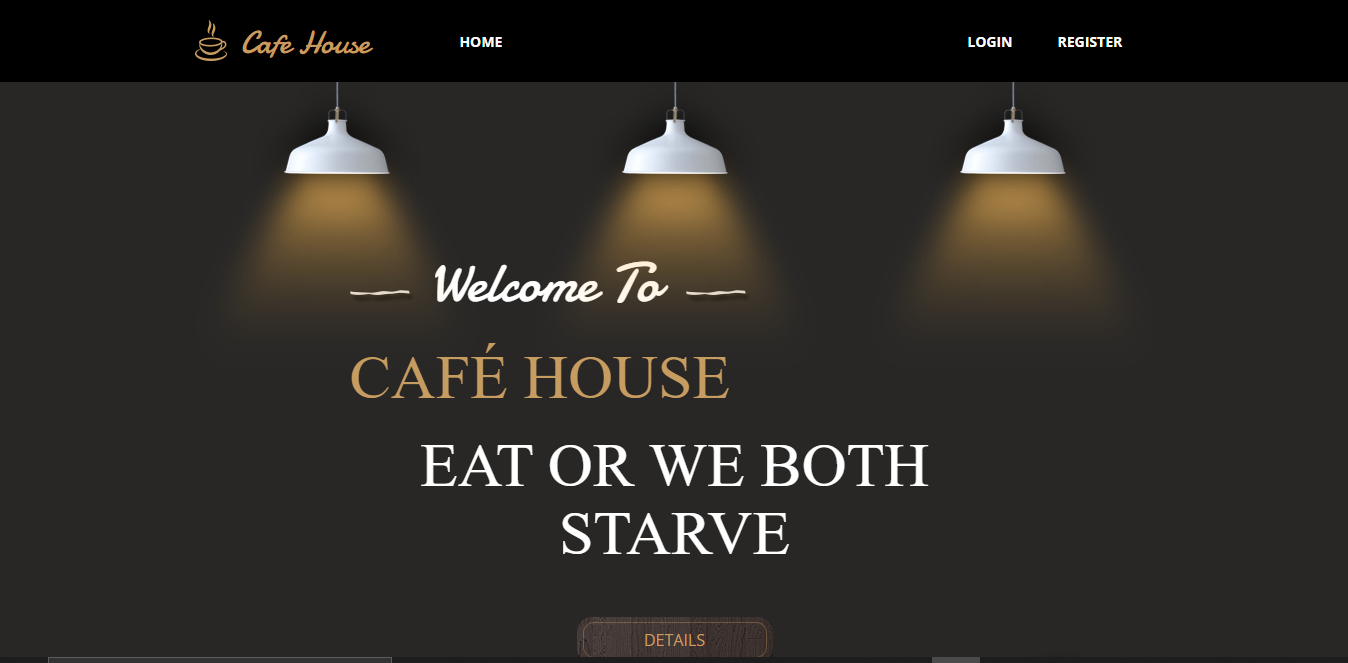 Cafe House
HOME
LOGIN
REGISTER
Welcome To
CAFÉ HOUSE
EAT OR WE BOTH
STARVE
DETAILS